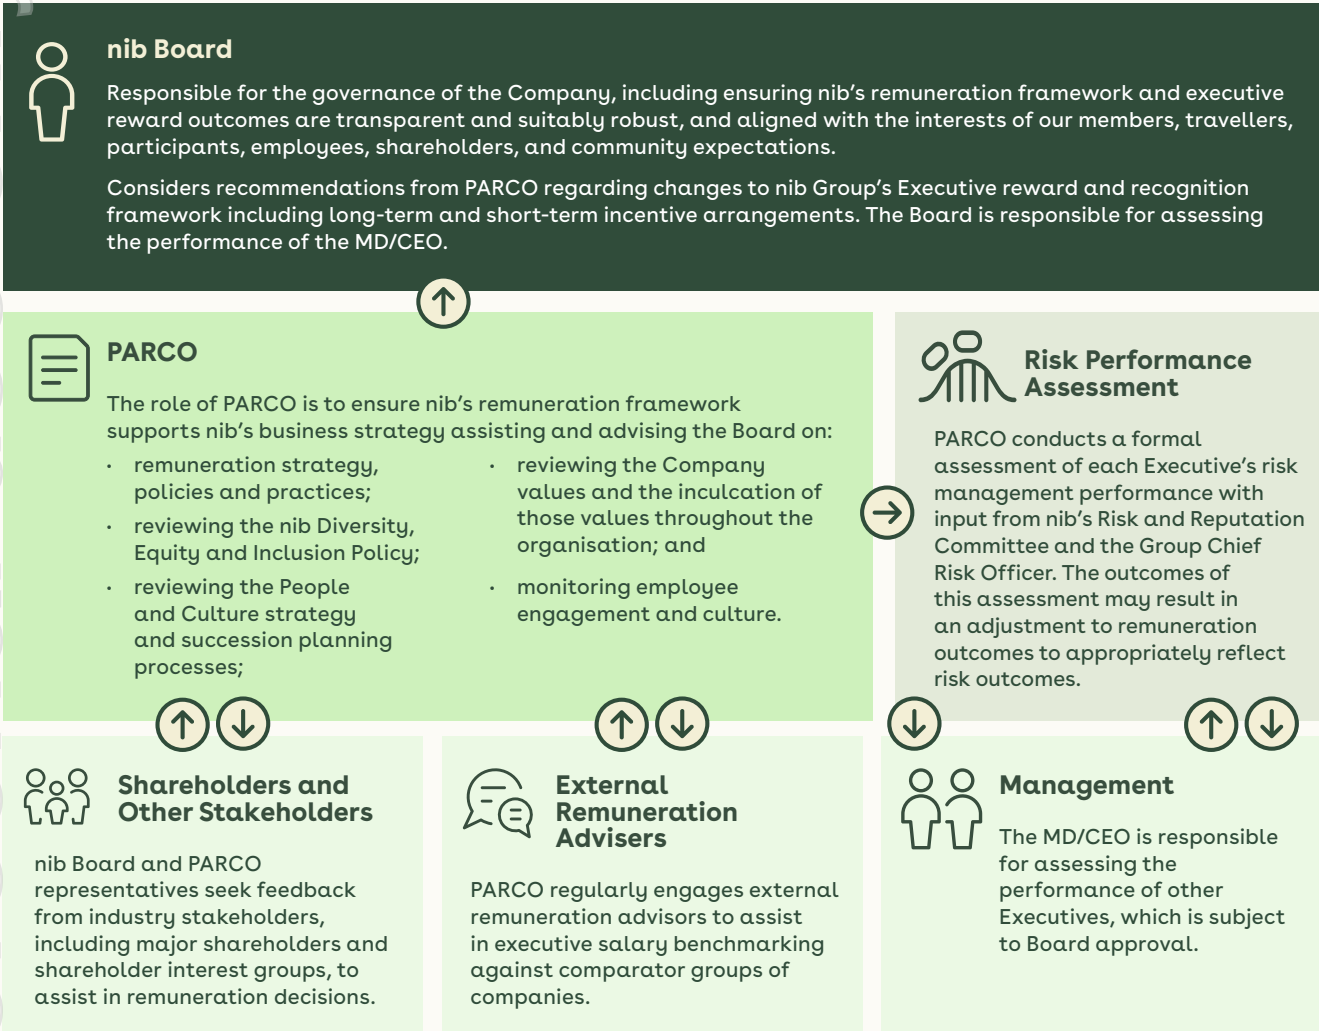 nib Board
Responsible for the governance of the Company, including ensuring nib's remuneration framework and executive
reward outcomes are transparent and suitably robust, and aligned with the interests of our members, travellers,
participants, employees, shareholders, and community expectations.
Considers recommendations from PARCO regarding changes to nib Group's Executive reward and recognition
framework including long-term and short-term incentive arrangements. The Board is responsible for assessing
the performance of the MD/CEO.
PARCO
The role of PARCO is to ensure nib's remuneration framework
supports nib's business strategy assisting and advising the Board on:
· remuneration strategy,
policies and practices;
· reviewing the nib Diversity,
Equity and Inclusion Policy;
· reviewing the People
and Culture strategy
and succession planning
processes;
· reviewing the Company
values and the inculcation of
those values throughout the
organisation; and
· monitoring employee
engagement and culture.
Risk Performance
Assessment
PARCO conducts a formal
assessment of each Executive's risk
management performance with
input from nib's Risk and Reputation
Committee and the Group Chief
Risk Officer. The outcomes of
this assessment may result in
an adjustment to remuneration
outcomes to appropriately reflect
risk outcomes.
Shareholders and
Other Stakeholders
nib Board and PARCO
representatives seek feedback
from industry stakeholders,
including major shareholders and
shareholder interest groups, to
assist in remuneration decisions.
External
Remuneration
Advisers
PARCO regularly engages external
remuneration advisors to assist
in executive salary benchmarking
against comparator groups of
companies.
Management
The MD/CEO is responsible
for assessing the
performance of other
Executives, which is subject
to Board approval.